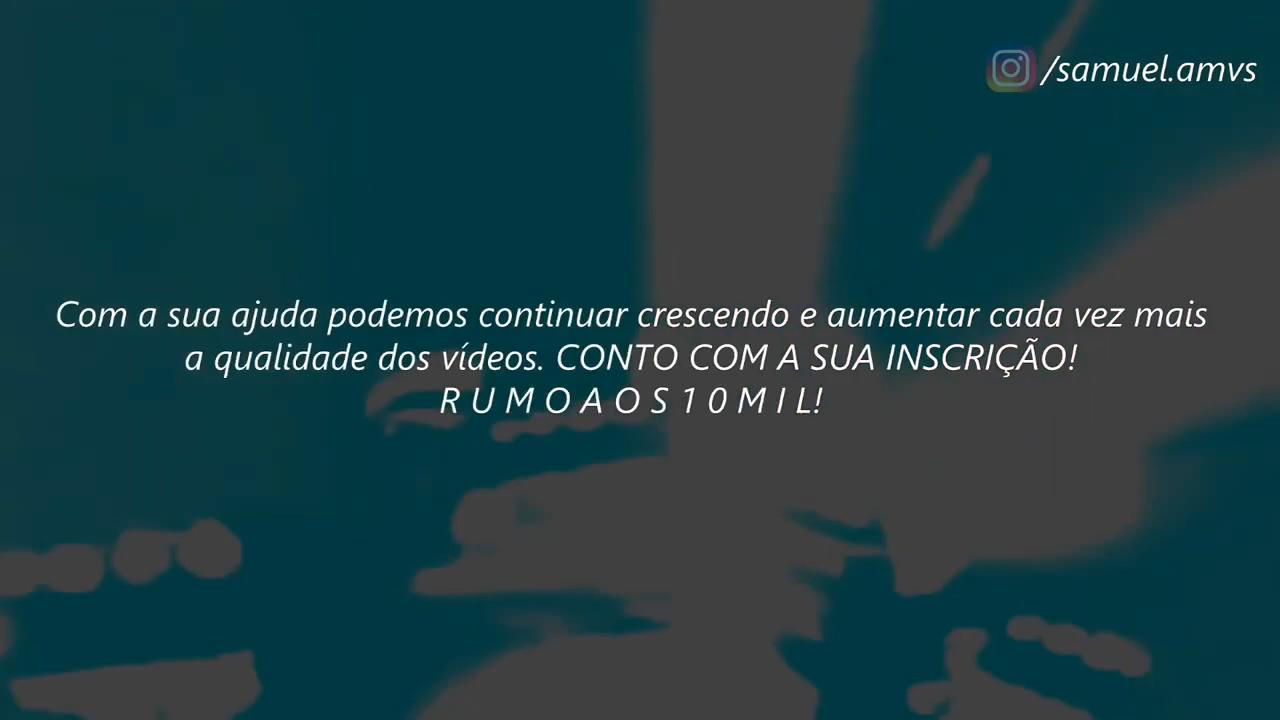 /samuel.amvs
Com a sua ajuda podemos continuar crescendo e aumentar cada vez mais
a qualidade dos vídeos. CONTO COM A SUA INSCRIÇÃO!
R U M O A O S 1 0 M I L!